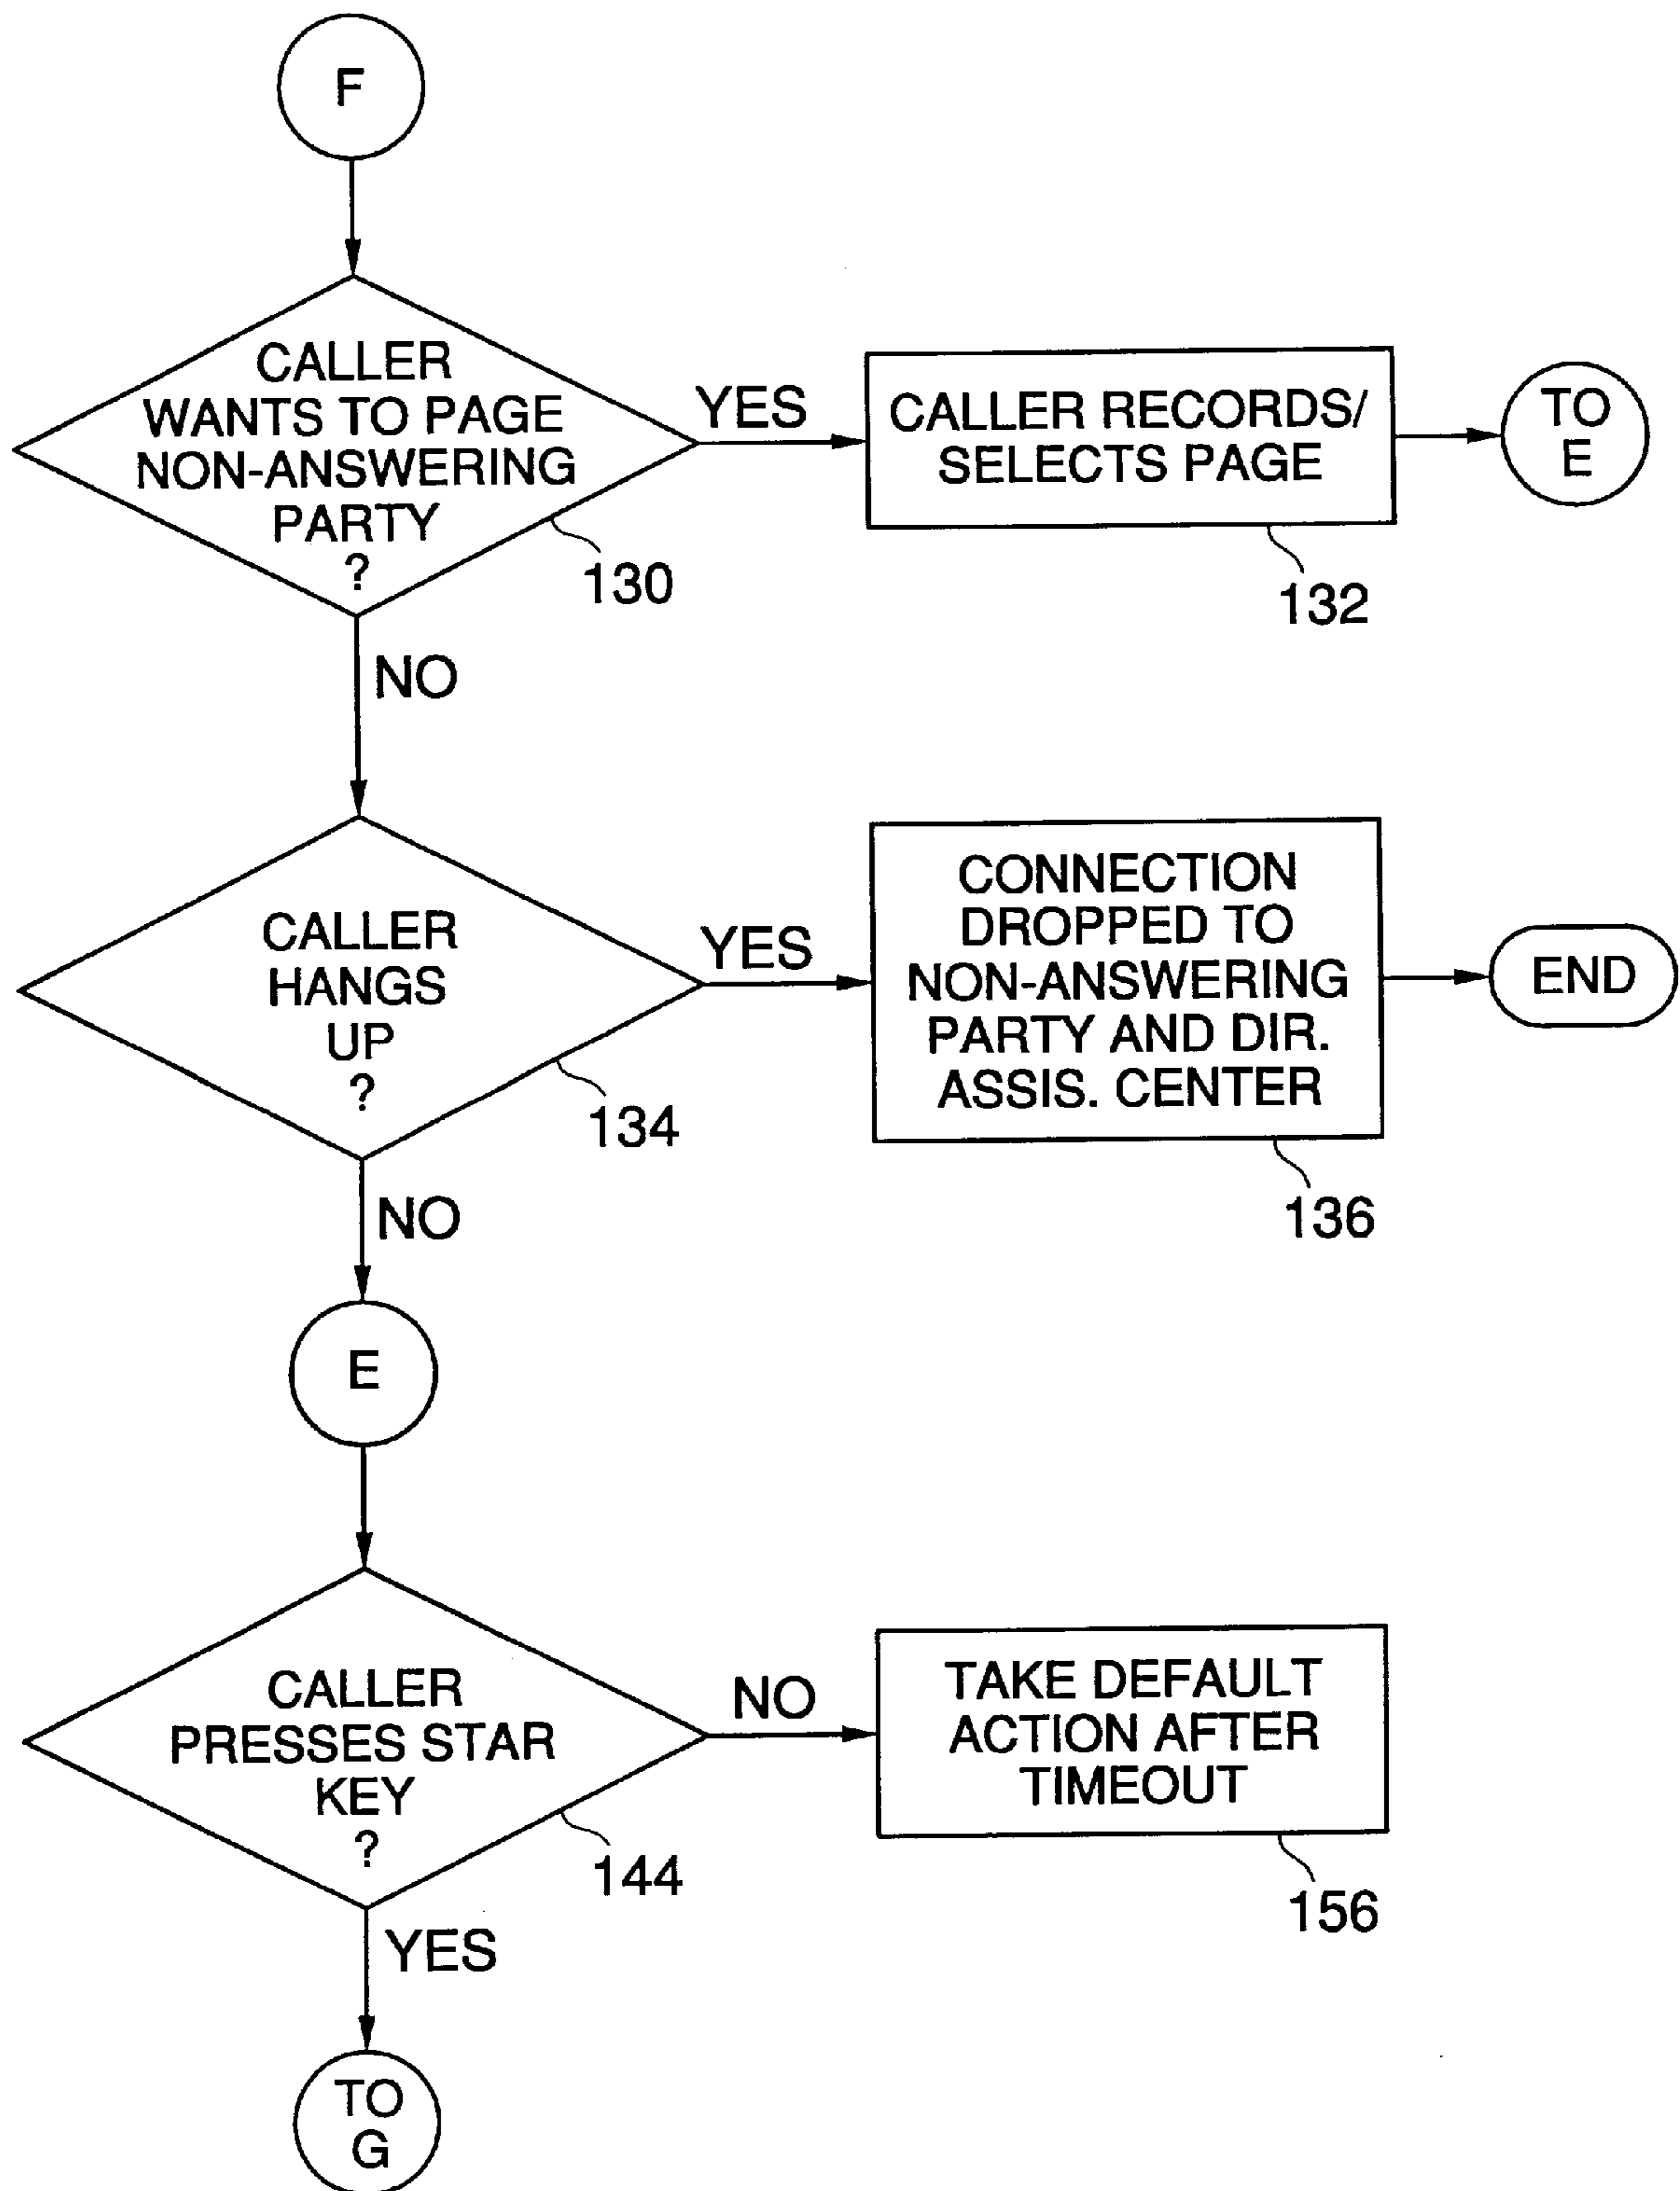 F
CALLER
WANTS TO PAGE
NON-ANSWERING
PARTY
?
130
YES
CALLER RECORDS/
SELECTS PAGE
132
TO
E
NO
CALLER
HANGS
UP
?
134
YES
CONNECTION
DROPPED TO
NON-ANSWERING
PARTY AND DIR.
ASSIS. CENTER
136
END
NO
E
CALLER
PRESSES STAR
KEY
?
144
NO
TAKE DEFAULT
ACTION AFTER
TIMEOUT
156
YES
TO
G